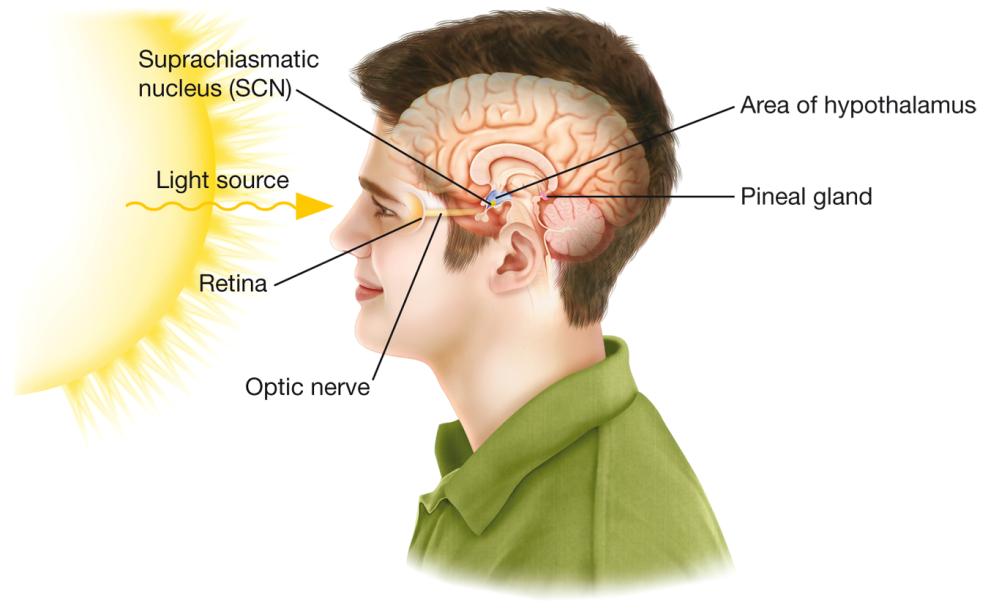 Suprachiasmatic
nucleus (SCN)
Area of hypothalamus
Light source
Pineal gland
Retina
Optic nerve